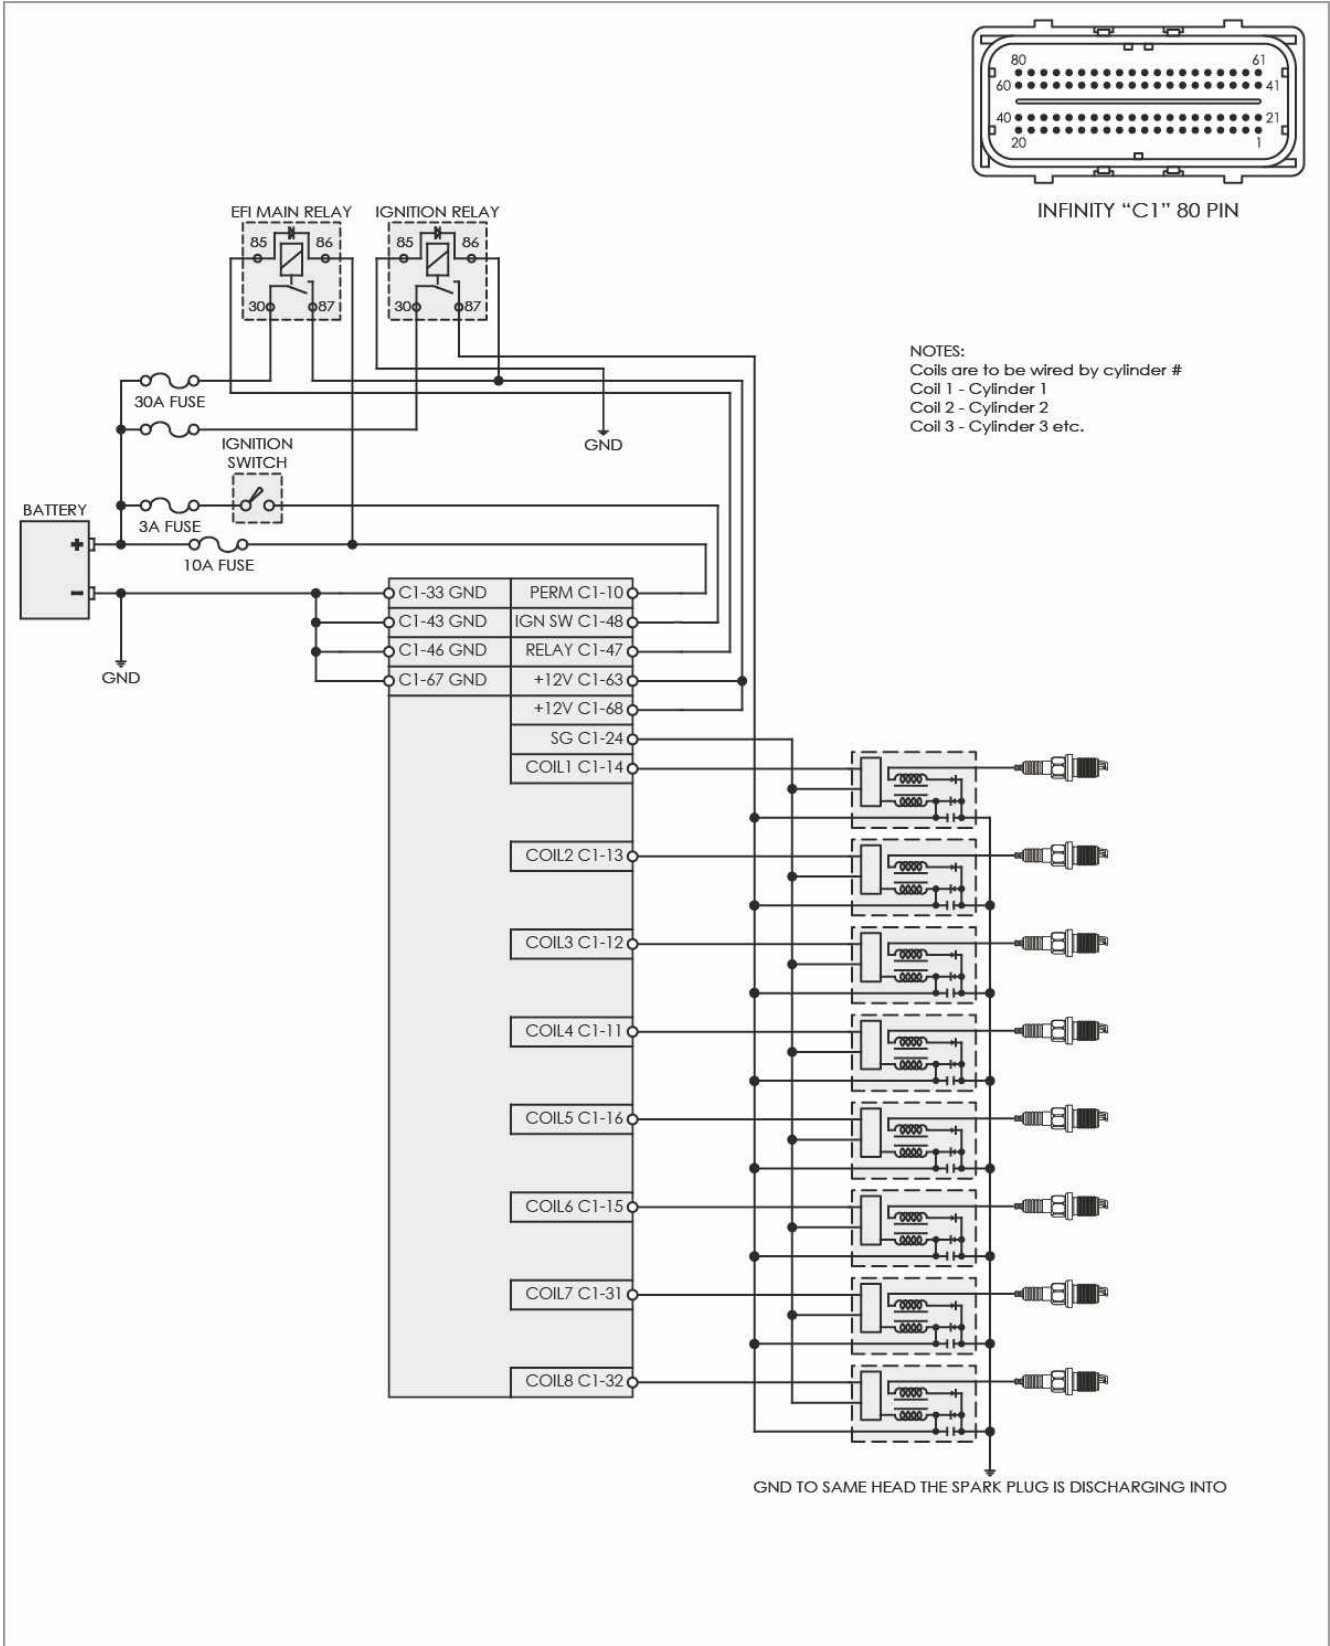 80 61
60 41
40 21
20 1
INFINITY “C1” 80 PIN
EFI MAIN RELAY IGNITION RELAY
85 86 85 86
30 87 30 87
NOTES:
Coils are to be wired by cylinder #
Coil 1 - Cylinder 1
Coil 2 - Cylinder 2
Coil 3 - Cylinder 3 etc.
30A FUSE
GND
IGNITION
SWITCH
BATTERY
3A FUSE
+
10A FUSE
-
GND
C1-33 GND PERM C1-10
C1-43 GND IGN SW C1-48
C1-46 GND RELAY C1-47
C1-67 GND +12V C1-63
+12V C1-68
SG C1-24
COIL1 C1-14
COIL2 C1-13
COIL3 C1-12
COIL4 C1-11
COIL5 C1-16
COIL6 C1-15
COIL7 C1-31
COIL8 C1-32
GND TO SAME HEAD THE SPARK PLUG IS DISCHARGING INTO